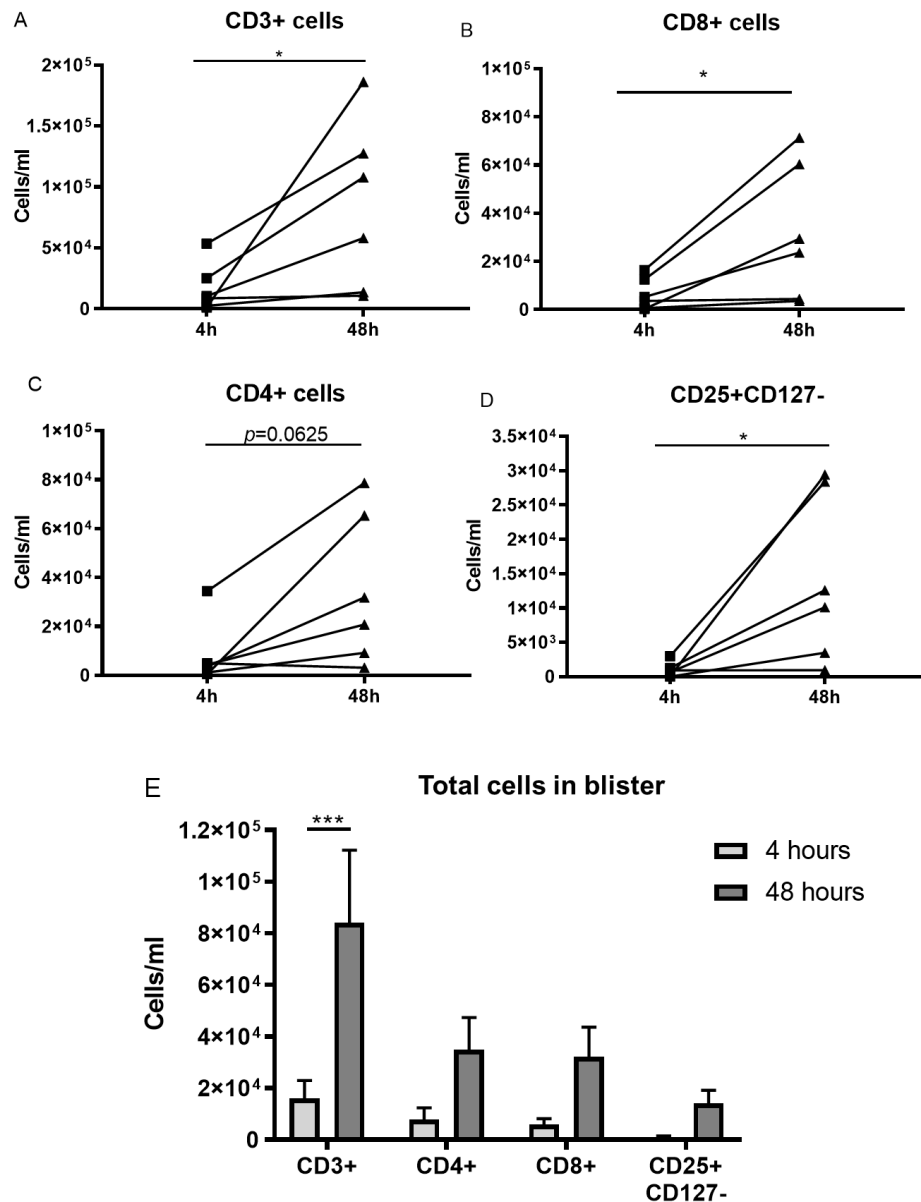 A
CD3+ cells
*
2×10⁵
1.5×10⁵
1×10⁵
5×10⁴
0
Cells/ml
4h
48h
B
CD8+ cells
*
1×10⁵
8×10⁴
6×10⁴
4×10⁴
2×10⁴
0
Cells/ml
4h
48h
C
CD4+ cells
p=0.0625
1×10⁵
8×10⁴
6×10⁴
4×10⁴
2×10⁴
0
Cells/ml
4h
48h
D
CD25+CD127-
*
3.5×10⁴
3×10⁴
2.5×10⁴
2×10⁴
1×10⁴
1×10⁴
5×10³
0
Cells/ml
4h
48h
E
Total cells in blister
***
1.2×10⁵
1×10⁵
8×10⁴
6×10⁴
4×10⁴
2×10⁴
0
Cells/ml
4 hours
48 hours
CD3+
CD4+
CD8+
CD25+
CD127-